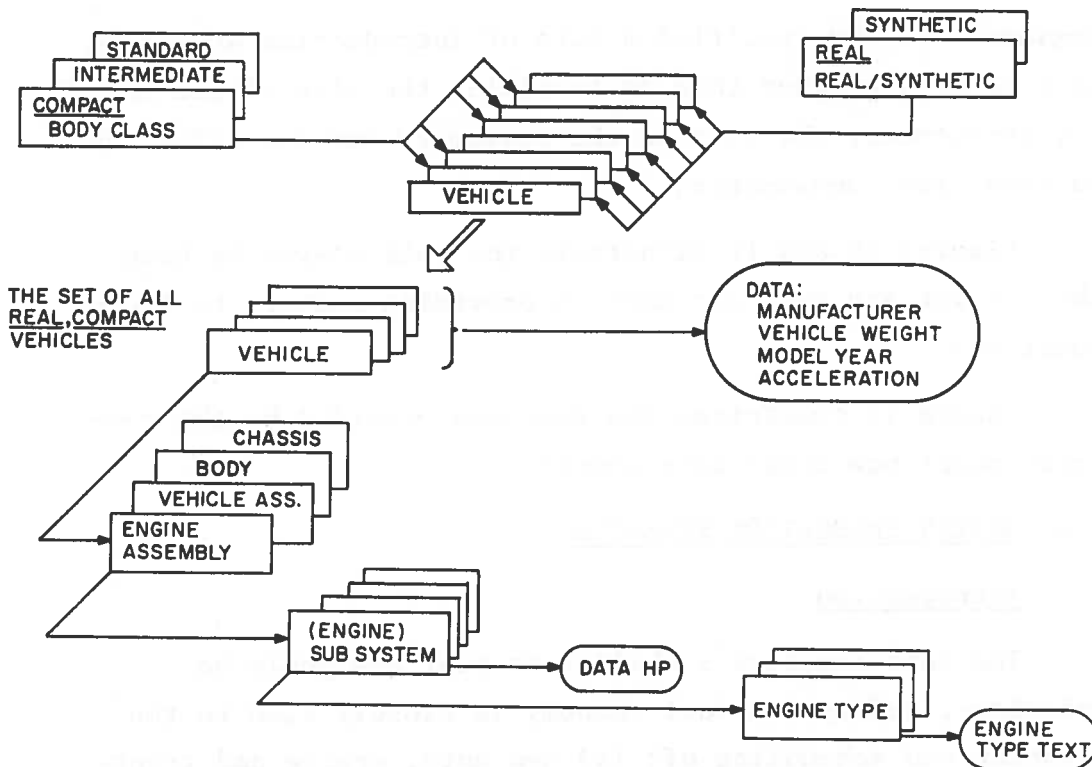 STANDARD
INTERMEDIATE
COMPACT
BODY CLASS
SYNTHETIC
REAL
REAL/SYNTHETIC
VEHICLE
THE SET OF ALL
REAL, COMPACT
VEHICLES
VEHICLE
DATA:
MANUFACTURER
VEHICLE WEIGHT
MODEL YEAR
ACCELERATION
CHASSIS
BODY
VEHICLE ASS.
ENGINE
ASSEMBLY
(ENGINE)
SUB SYSTEM
DATA HP
ENGINE TYPE
ENGINE
TYPE TEXT